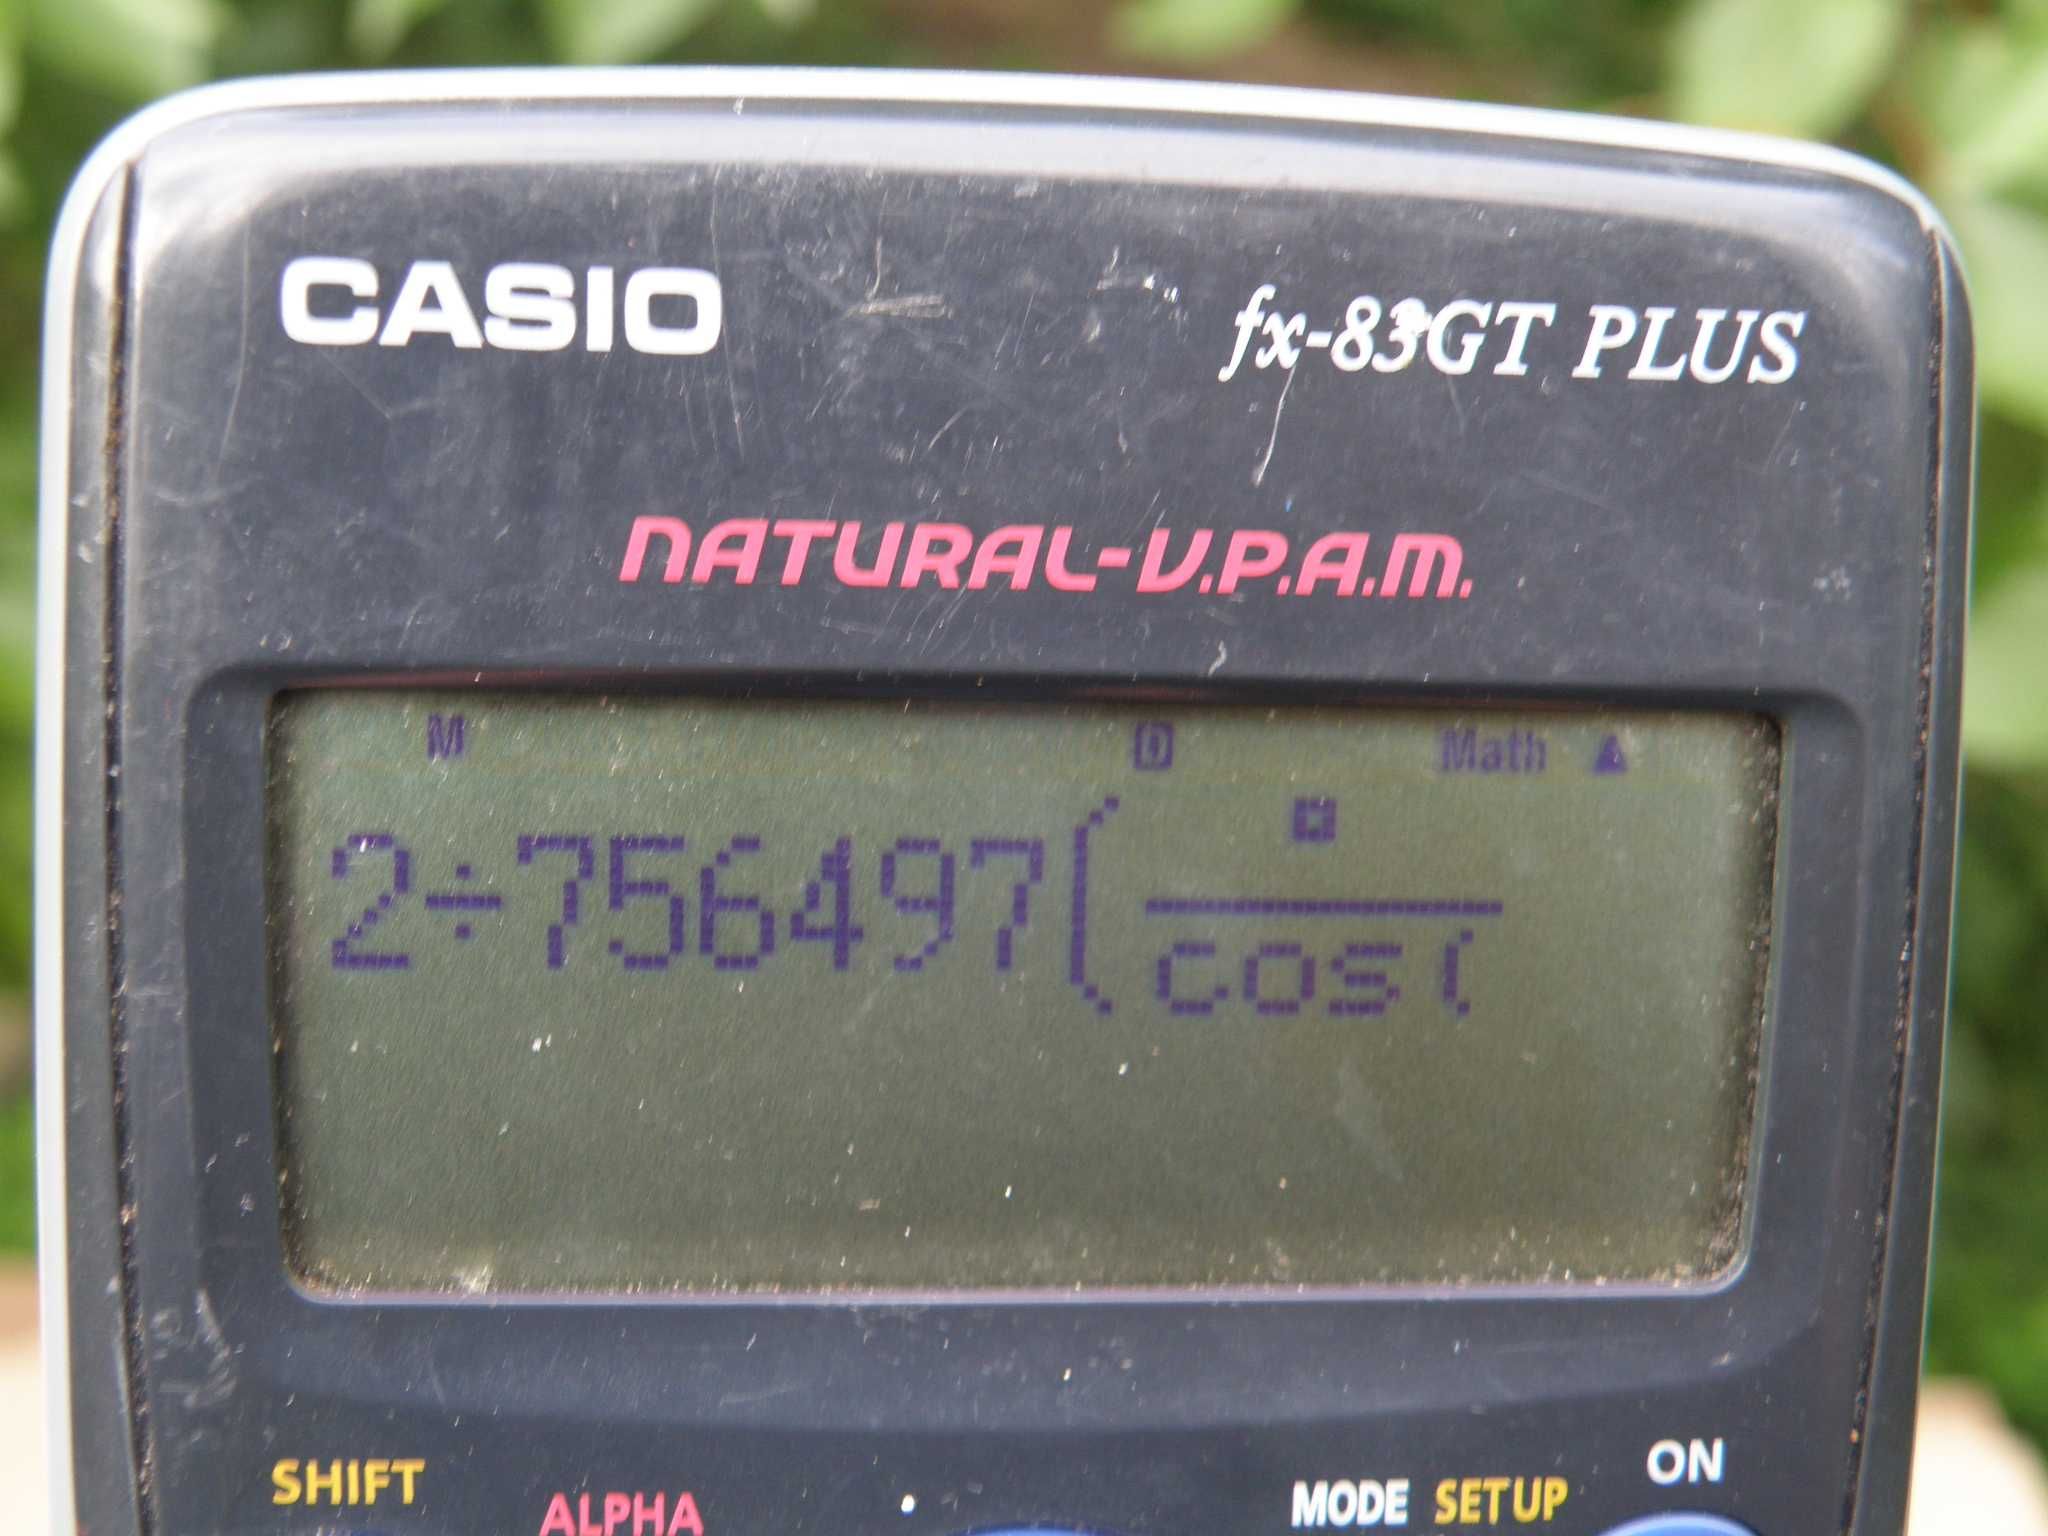 CASIO
fx-83GT PLUS
NATURAL-V.P.A.M.
M D Math ▲
2÷756497(
cos(
SHIFT
ALPHA
MODE SETUP
ON